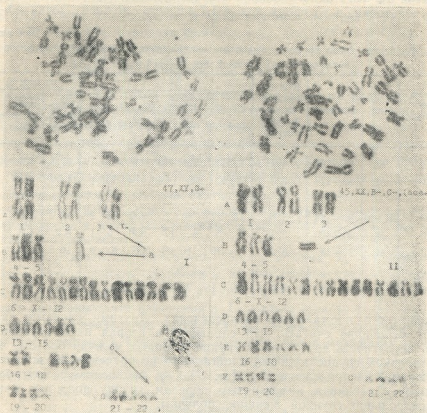 47,XY,G-
1 2 3
4 - 5 I
6 - X - 12
13 - 15
16 - 18
19 - 20 21 - 22
45,XX,B-,C-,
A
1 2 3
B
4 - 5 II
C
6 - X - 12
D
13 - 15
E
16 - 18
F G
19 - 20 21 - 22